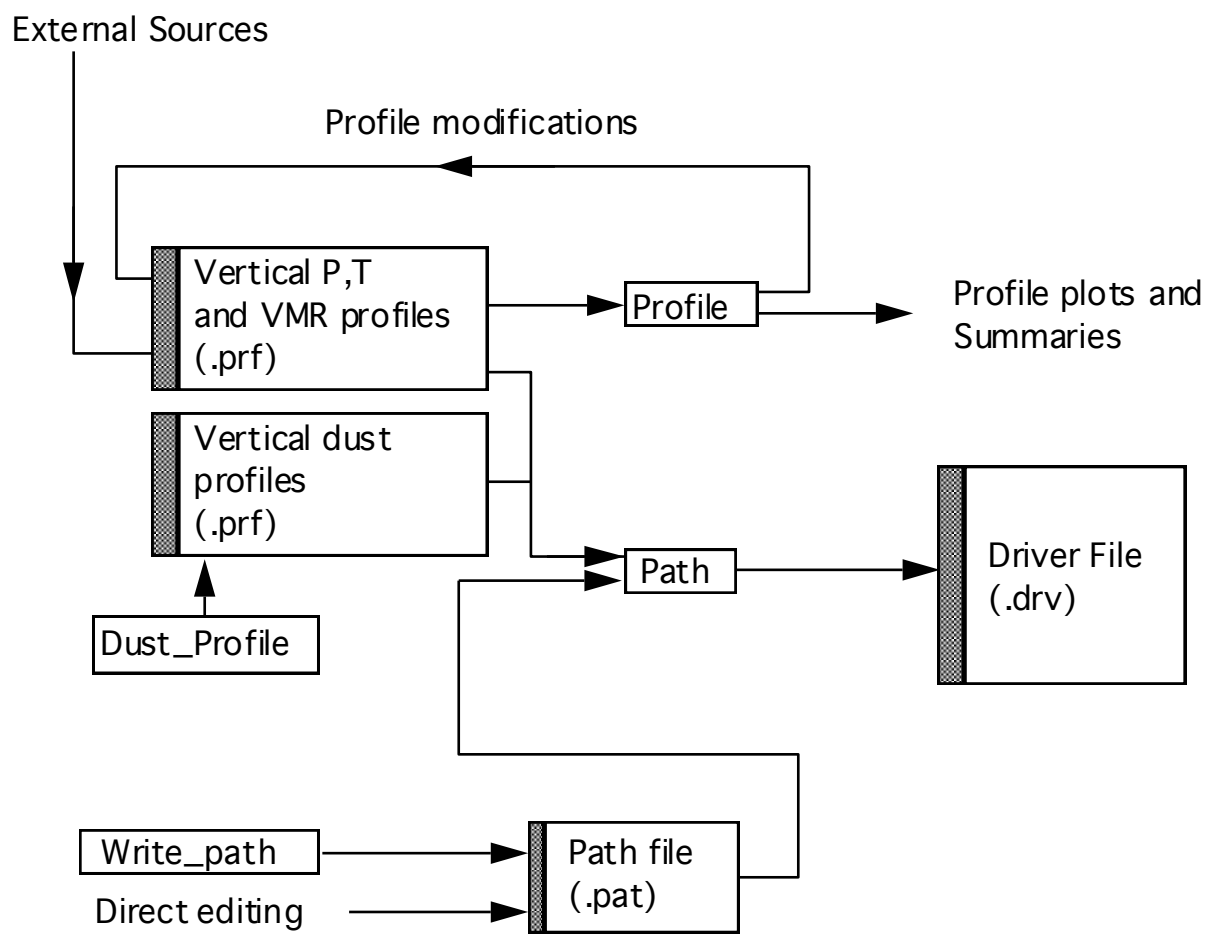 External Sources
Profile modifications
Vertical P,T
and VMR profiles
(.prf)
Profile
Profile plots and
Summaries
Vertical dust
profiles
(.prf)
Driver File
(.drv)
Path
Dust_Profile
Write_path
Path file
(.pat)
Direct editing